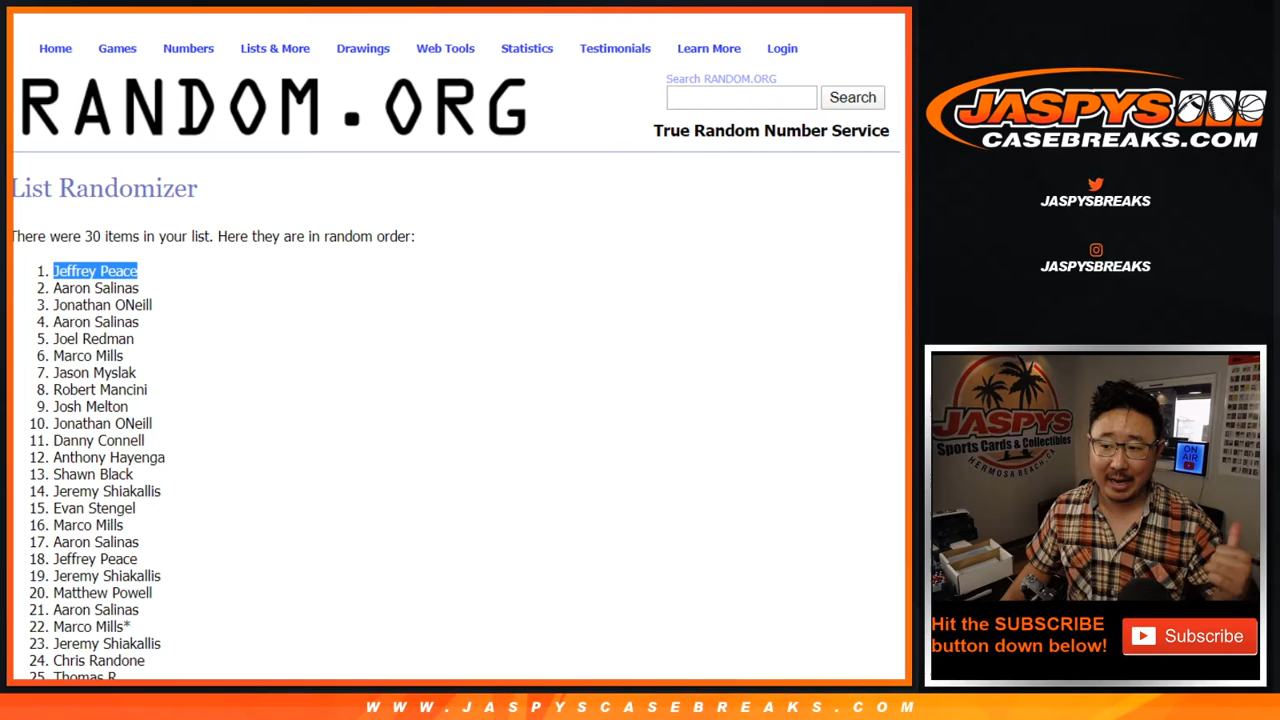 Home Games Numbers Lists & More Drawings Web Tools Statistics Testimonials Learn More Login
RANDOM.ORG
Search RANDOM.ORG
Search
True Random Number Service
List Randomizer
There were 30 items in your list. Here they are in random order:
1. Jeffrey Peace
2. Aaron Salinas
3. Jonathan ONeill
4. Aaron Salinas
5. Joel Redman
6. Marco Mills
7. Jason Myslak
8. Robert Mancini
9. Josh Melton
10. Jonathan ONeill
11. Danny Connell
12. Anthony Hayenga
13. Shawn Black
14. Jeremy Shiakallis
15. Evan Stengel
16. Marco Mills
17. Aaron Salinas
18. Jeffrey Peace
19. Jeremy Shiakallis
20. Matthew Powell
21. Aaron Salinas
22. Marco Mills*
23. Jeremy Shiakallis
24. Chris Randone
25. Thomas R
JASPYS
CASEBREAKS.COM
JASPYSBREAKS
JASPYSBREAKS
JASPYS
Sports Cards & Collectibles
HERMOSA BEACH, CA
ON
AIR
Hit the SUBSCRIBE
button down below!
Subscribe
WWW.JASPYSCASEBREAKS.COM